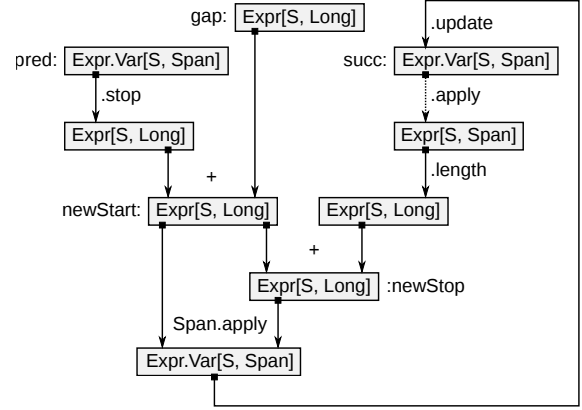 gap: Expr[S, Long]
.update
pred: Expr.Var[S, Span]
succ: Expr.Var[S, Span]
.stop
.apply
Expr[S, Long]
Expr[S, Span]
.length
+
newStart: Expr[S, Long]
Expr[S, Long]
+
Expr[S, Long] :newStop
Span.apply
Expr.Var[S, Span]